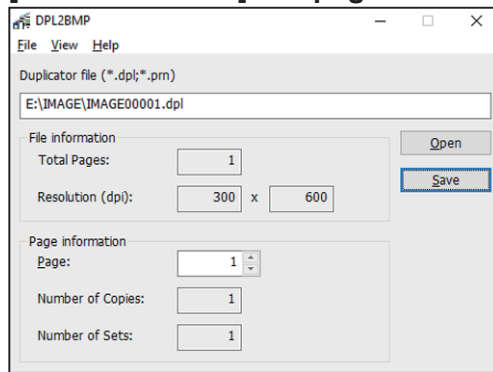 DPL2BMP
File View Help
Duplicator file (*.dpl;*.prn)
E:\IMAGE\IMAGE00001.dpl
File information
Open
Total Pages: 1
Save
Resolution (dpi): 300 x 600
Page information
Page: 1
Number of Copies: 1
Number of Sets: 1